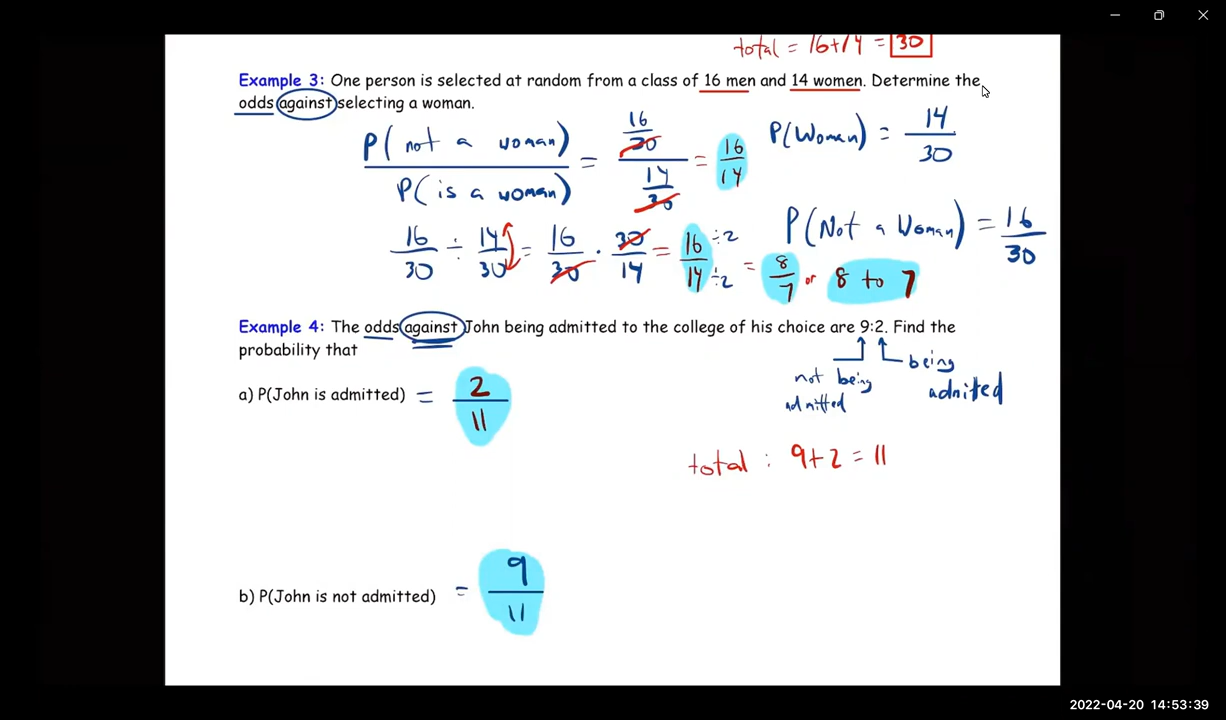 total = 16+14 = 30
Example 3: One person is selected at random from a class of 16 men and 14 women. Determine the
odds against selecting a woman.
P( not a woman) / P( is a woman) = 16/30 / 14/30 = 16/14
P(Woman) = 14/30
16/30 ÷ 14/30 = 16/30 · 30/14 = 16/14 ÷2 ÷2 = 8/7 or 8 to 7
P(Not a Woman) = 16/30
Example 4: The odds against John being admitted to the college of his choice are 9:2. Find the
probability that
not being
admitted
being
admitted
a) P(John is admitted) = 2/11
total : 9+2 = 11
b) P(John is not admitted) = 9/11
2022-04-20 14:53:39